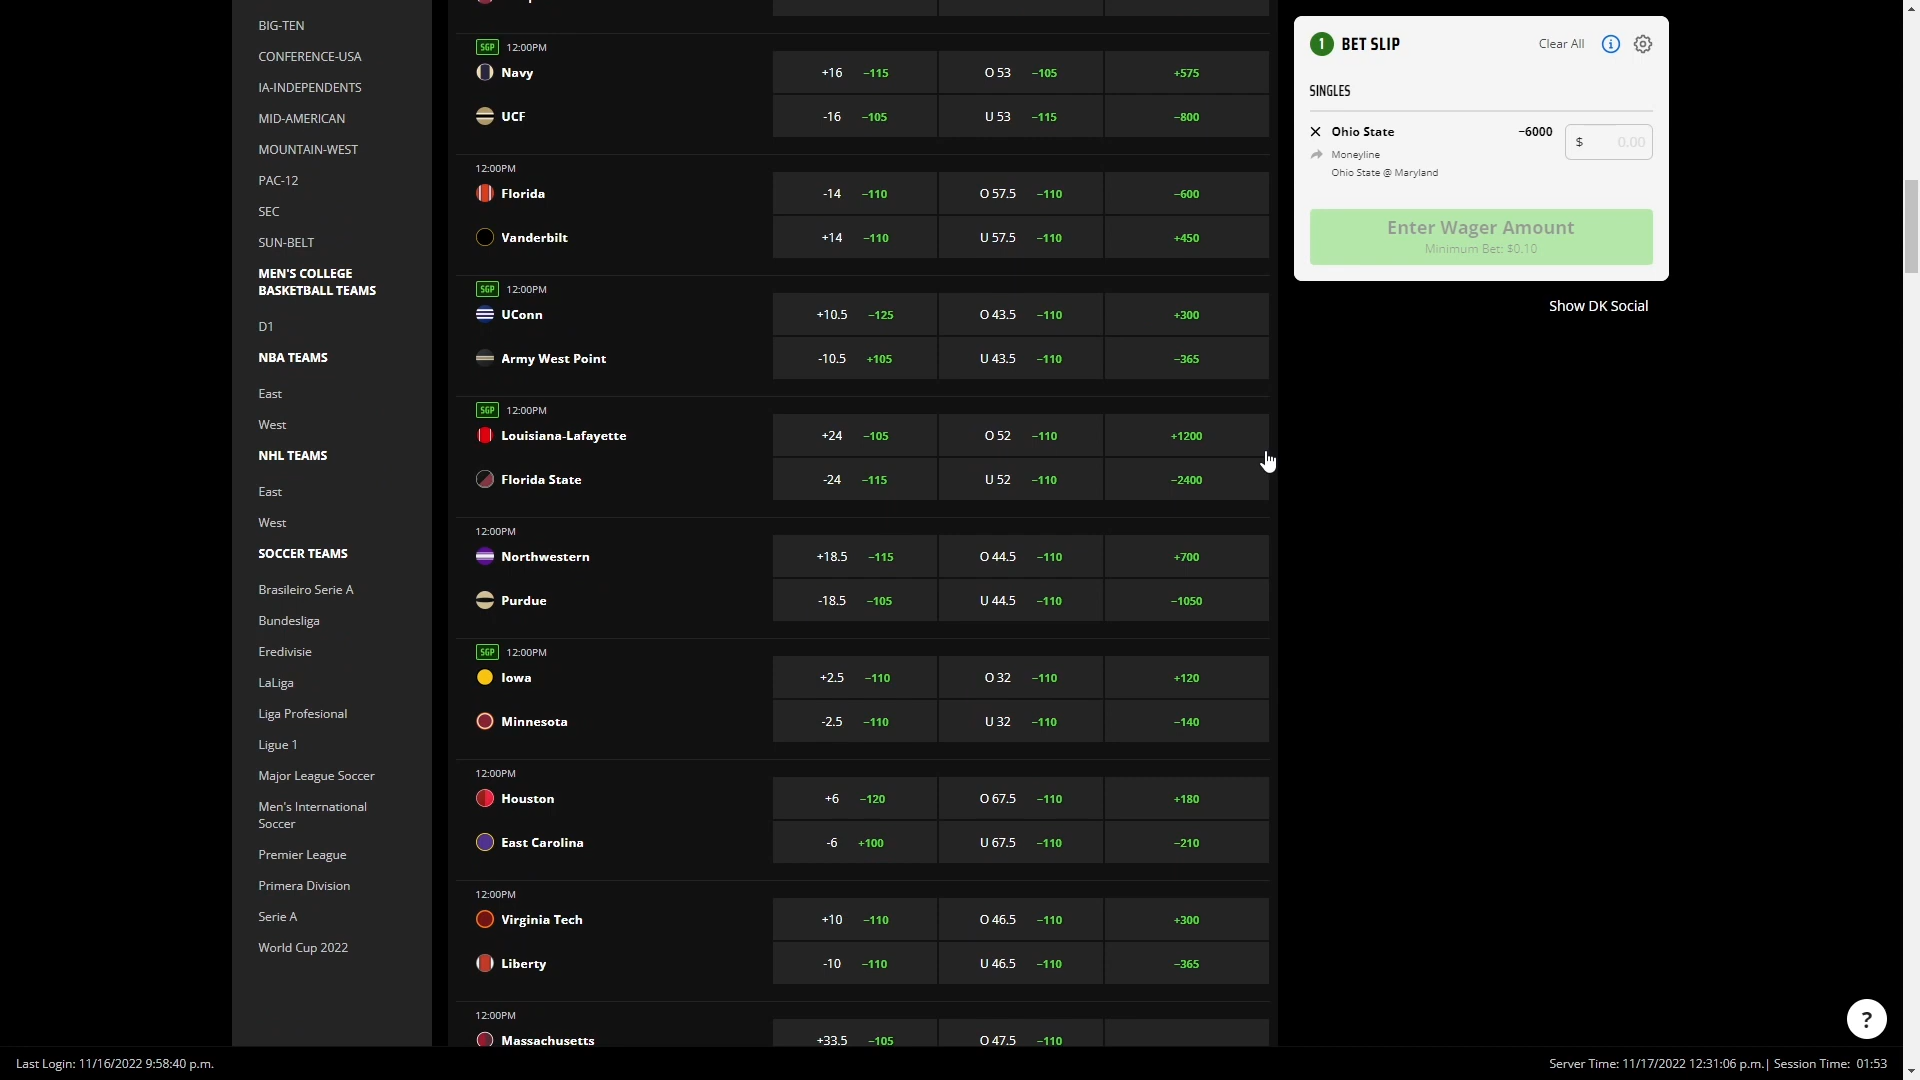 BIG-TEN
CONFERENCE-USA
IA-INDEPENDENTS
MID-AMERICAN
MOUNTAIN-WEST
PAC-12
SEC
SUN-BELT
MEN'S COLLEGE
BASKETBALL TEAMS
D1
NBA TEAMS
East
West
NHL TEAMS
East
West
SOCCER TEAMS
Brasileiro Serie A
Bundesliga
Eredivisie
LaLiga
Liga Profesional
Ligue 1
Major League Soccer
Men's International
Soccer
Premier League
Primera Division
Serie A
World Cup 2022
SGP 12:00PM
Navy +16 −115 O 53 −105 +575
UCF -16 −105 U 53 −115 −800
12:00PM
Florida -14 −110 O 57.5 −110 −600
Vanderbilt +14 −110 U 57.5 −110 +450
SGP 12:00PM
UConn +10.5 −125 O 43.5 −110 +300
Army West Point -10.5 +105 U 43.5 −110 −365
SGP 12:00PM
Louisiana-Lafayette +24 −105 O 52 −110 +1200
Florida State -24 −115 U 52 −110 −2400
12:00PM
Northwestern +18.5 −115 O 44.5 −110 +700
Purdue -18.5 −105 U 44.5 −110 −1050
SGP 12:00PM
Iowa +2.5 −110 O 32 −110 +120
Minnesota -2.5 −110 U 32 −110 −140
12:00PM
Houston +6 −120 O 67.5 −110 +180
East Carolina -6 +100 U 67.5 −110 −210
12:00PM
Virginia Tech +10 −110 O 46.5 −110 +300
Liberty -10 −110 U 46.5 −110 −365
12:00PM
Massachusetts +33.5 −105 O 47.5 −110
1 BET SLIP Clear All
SINGLES
Ohio State −6000 $ 0.00
Moneyline
Ohio State @ Maryland
Enter Wager Amount
Minimum Bet: $0.10
Show DK Social
?
Last Login: 11/16/2022 9:58:40 p.m.
Server Time: 11/17/2022 12:31:06 p.m.| Session Time: 01:53